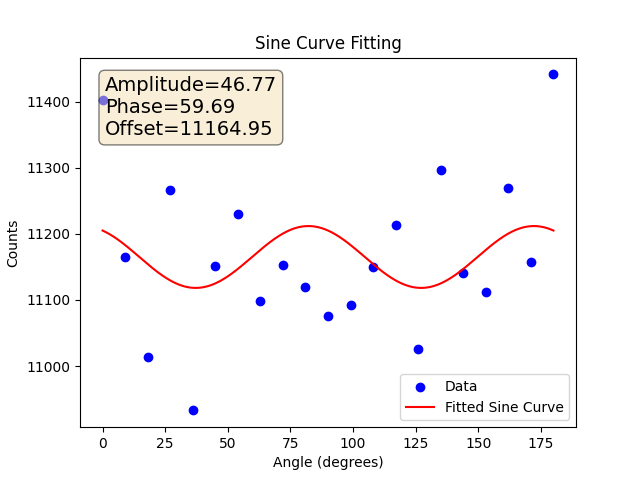 Sine Curve Fitting
Amplitude=46.77
Phase=59.69
Offset=11164.95
11400
11300
11200
11100
11000
Counts
Data
Fitted Sine Curve
0
25
50
75
100
125
150
175
Angle (degrees)